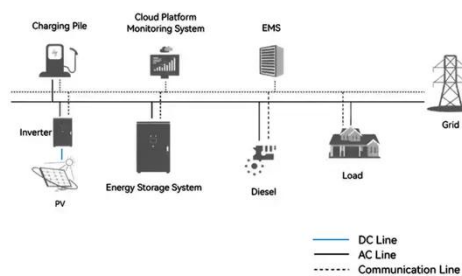 Charging Pile
Cloud Platform
Monitoring System
EMS
Grid
Inverter
PV
Energy Storage System
Diesel
Load
DC Line
AC Line
Communication Line